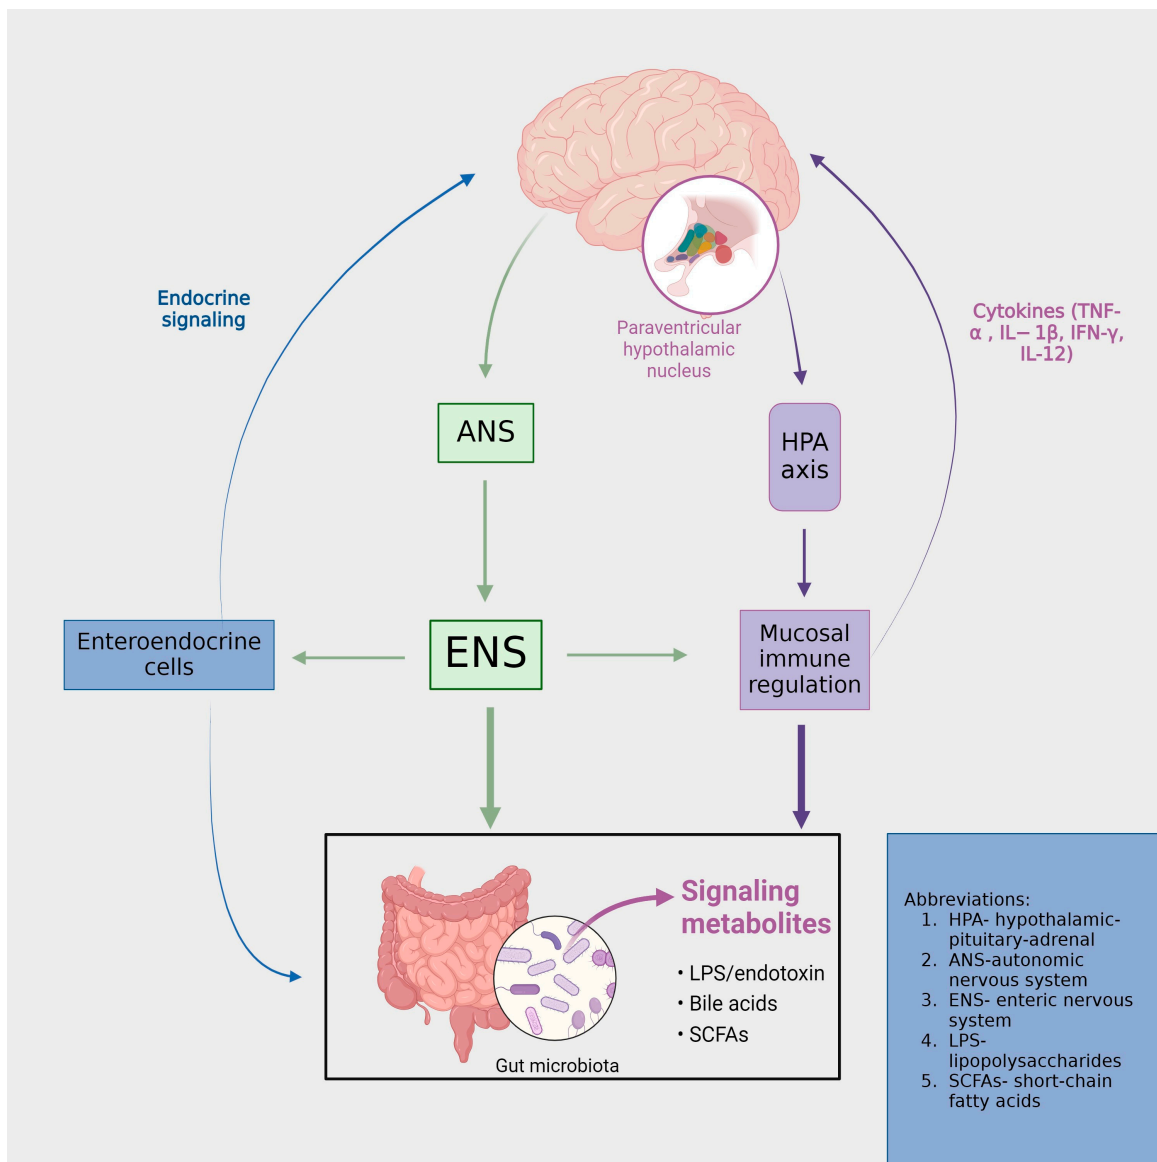 Endocrine
signaling
Paraventricular
hypothalamic
nucleus
Cytokines (TNF-
α , IL− 1β, IFN-γ,
IL-12)
ANS
HPA
axis
Enteroendocrine
cells
ENS
Mucosal
immune
regulation
Signaling
metabolites
• LPS/endotoxin
• Bile acids
• SCFAs
Gut microbiota
Abbreviations:
1. HPA- hypothalamic-
pituitary-adrenal
2. ANS-autonomic
nervous system
3. ENS- enteric nervous
system
4. LPS-
lipopolysaccharides
5. SCFAs- short-chain
fatty acids